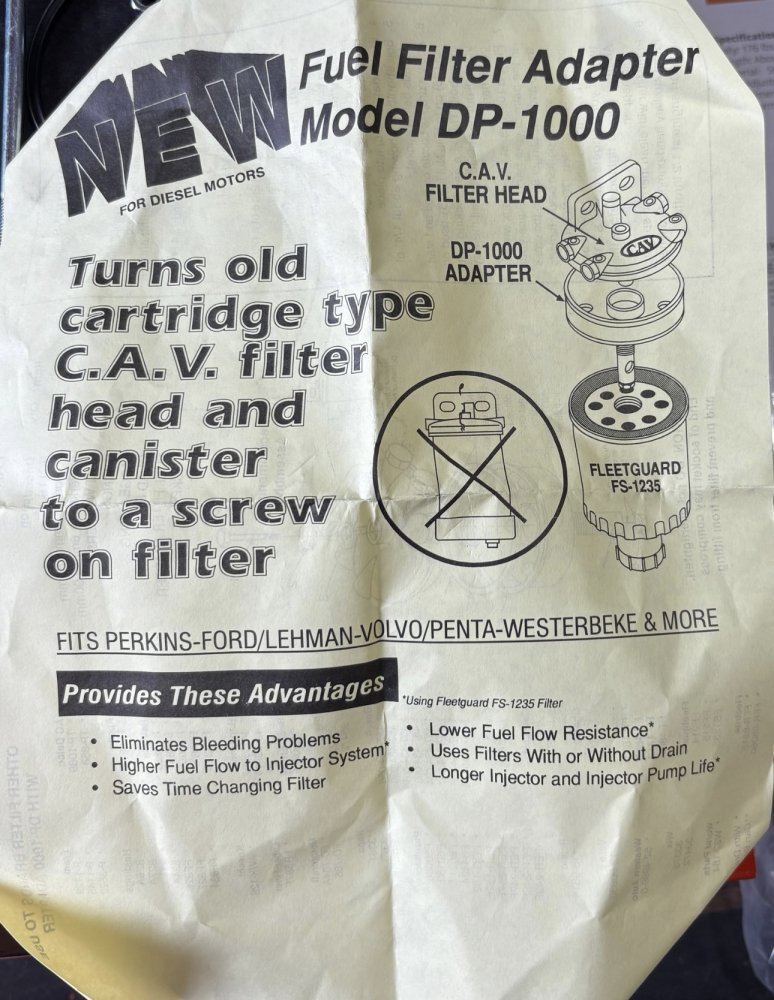 NEW
FOR DIESEL MOTORS
Fuel Filter Adapter
Model DP-1000
C.A.V.
FILTER HEAD
CAV
DP-1000
ADAPTER
FLEETGUARD
FS-1235
Turns old
cartridge type
C.A.V. filter
head and
canister
to a screw
on filter
FITS PERKINS-FORD/LEHMAN-VOLVO/PENTA-WESTERBEKE & MORE
Provides These Advantages
*Using Fleetguard FS-1235 Filter
• Eliminates Bleeding Problems
• Higher Fuel Flow to Injector System*
• Saves Time Changing Filter
• Lower Fuel Flow Resistance*
• Uses Filters With or Without Drain
• Longer Injector and Injector Pump Life*